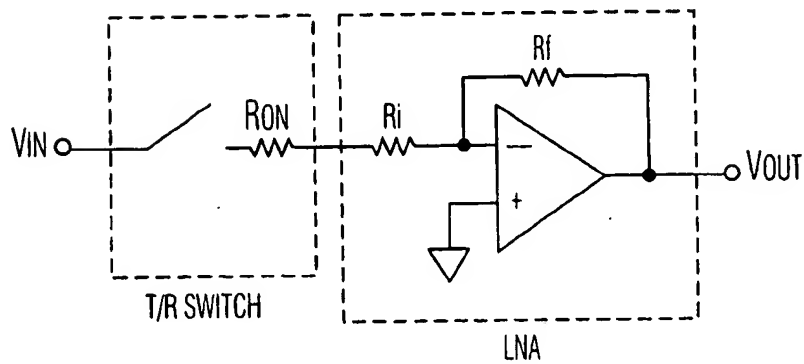 Rf
RON
Ri
VIN
−
VOUT
+
T/R SWITCH
LNA